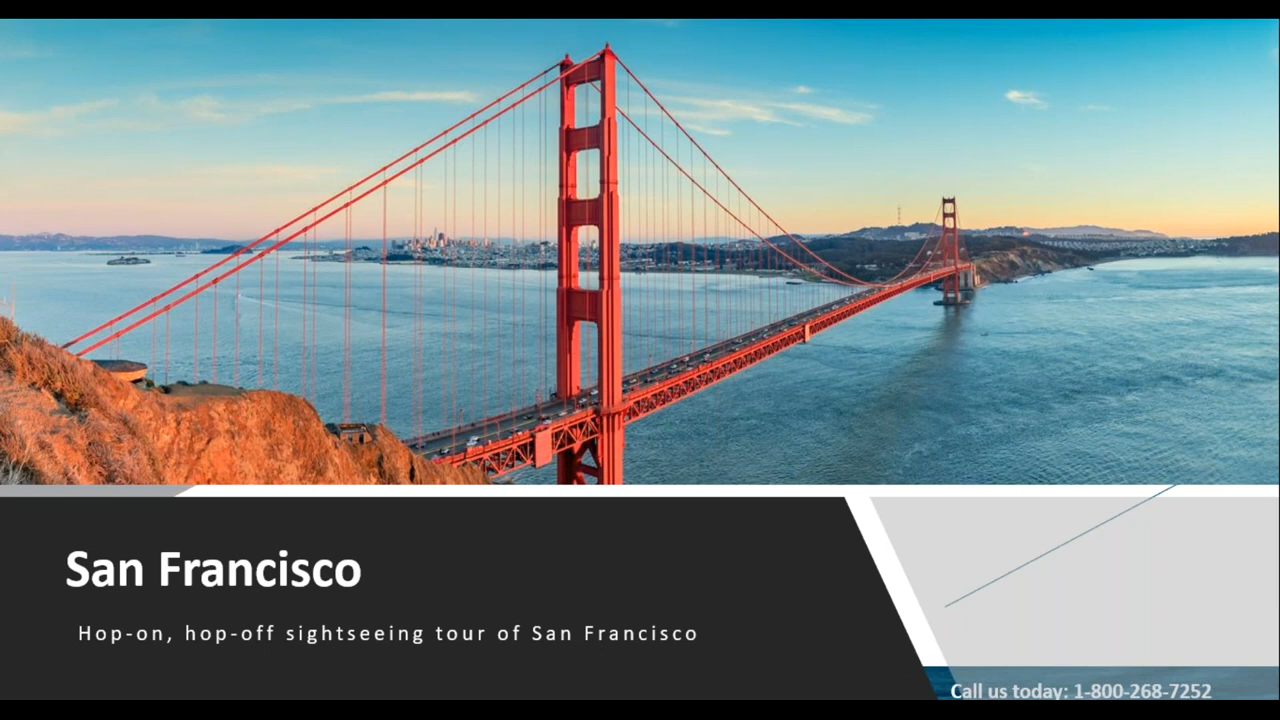 San Francisco
Hop-on, hop-off sightseeing tour of San Francisco
Call us today: 1-800-268-7252